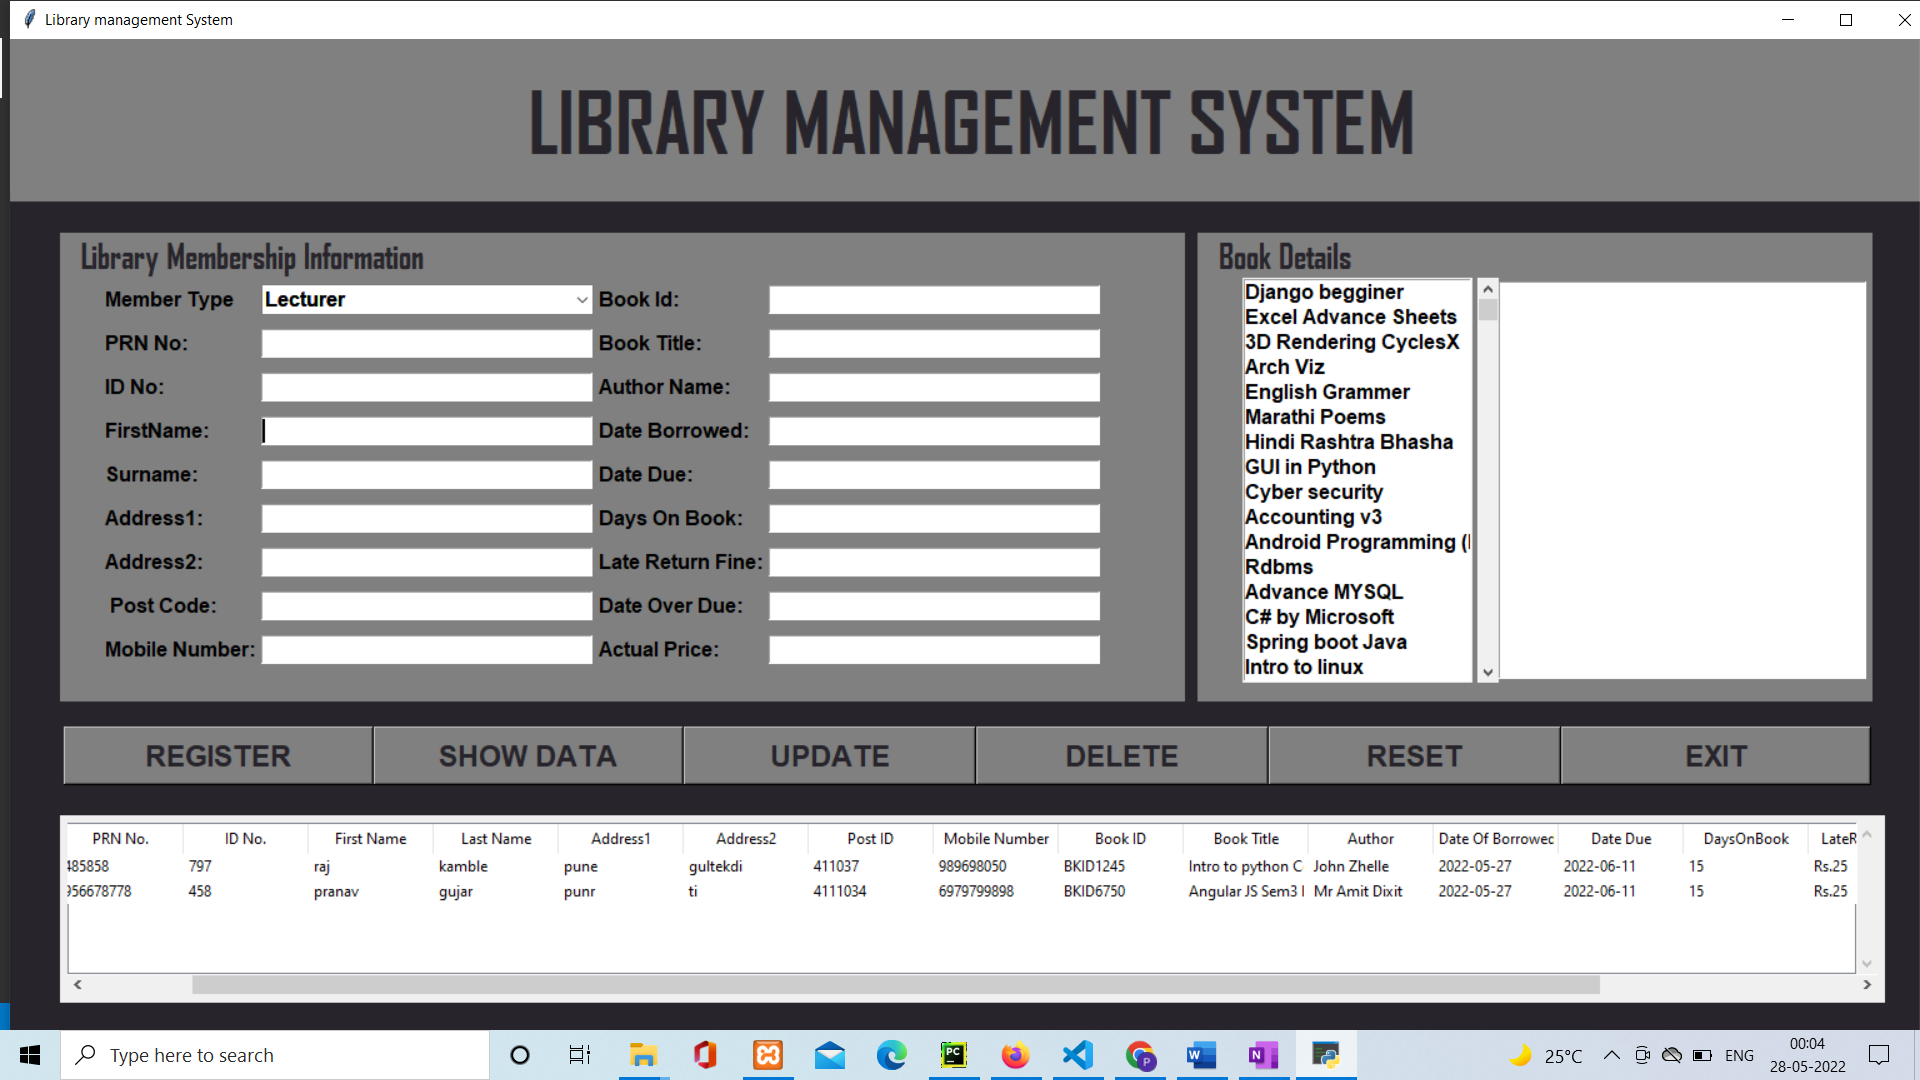 Library management System
LIBRARY MANAGEMENT SYSTEM
Library Membership Information
Member Type Lecturer Book Id:
PRN No: Book Title:
ID No: Author Name:
FirstName: Date Borrowed:
Surname: Date Due:
Address1: Days On Book:
Address2: Late Return Fine:
Post Code: Date Over Due:
Mobile Number: Actual Price:
Book Details
Django begginer
Excel Advance Sheets
3D Rendering CyclesX
Arch Viz
English Grammer
Marathi Poems
Hindi Rashtra Bhasha
GUI in Python
Cyber security
Accounting v3
Android Programming (
Rdbms
Advance MYSQL
C# by Microsoft
Spring boot Java
Intro to linux
REGISTER SHOW DATA UPDATE DELETE RESET EXIT
PRN No. ID No. First Name Last Name Address1 Address2 Post ID Mobile Number Book ID Book Title Author Date Of Borrowed Date Due DaysOnBook LateR
485858 797 raj kamble pune gultekdi 411037 989698050 BKID1245 Intro to python C John Zhelle 2022-05-27 2022-06-11 15 Rs.25
956678778 458 pranav gujar punr ti 4111034 6979799898 BKID6750 Angular JS Sem3 Mr Amit Dixit 2022-05-27 2022-06-11 15 Rs.25
Type here to search
25°C ENG
00:04
28-05-2022